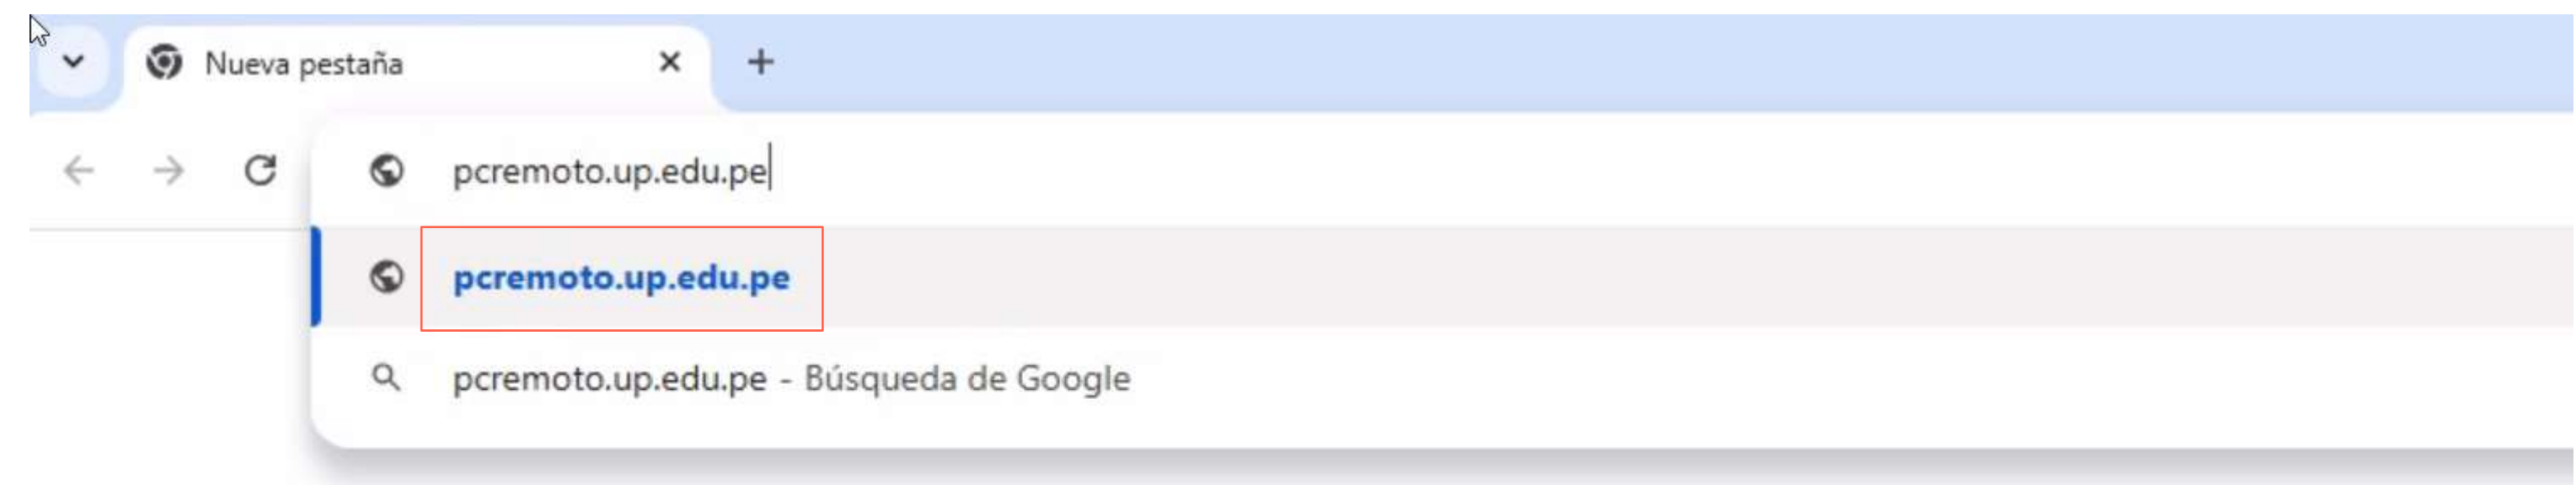 Nueva pestaña
pcremoto.up.edu.pe
pcremoto.up.edu.pe
pcremoto.up.edu.pe - Búsqueda de Google